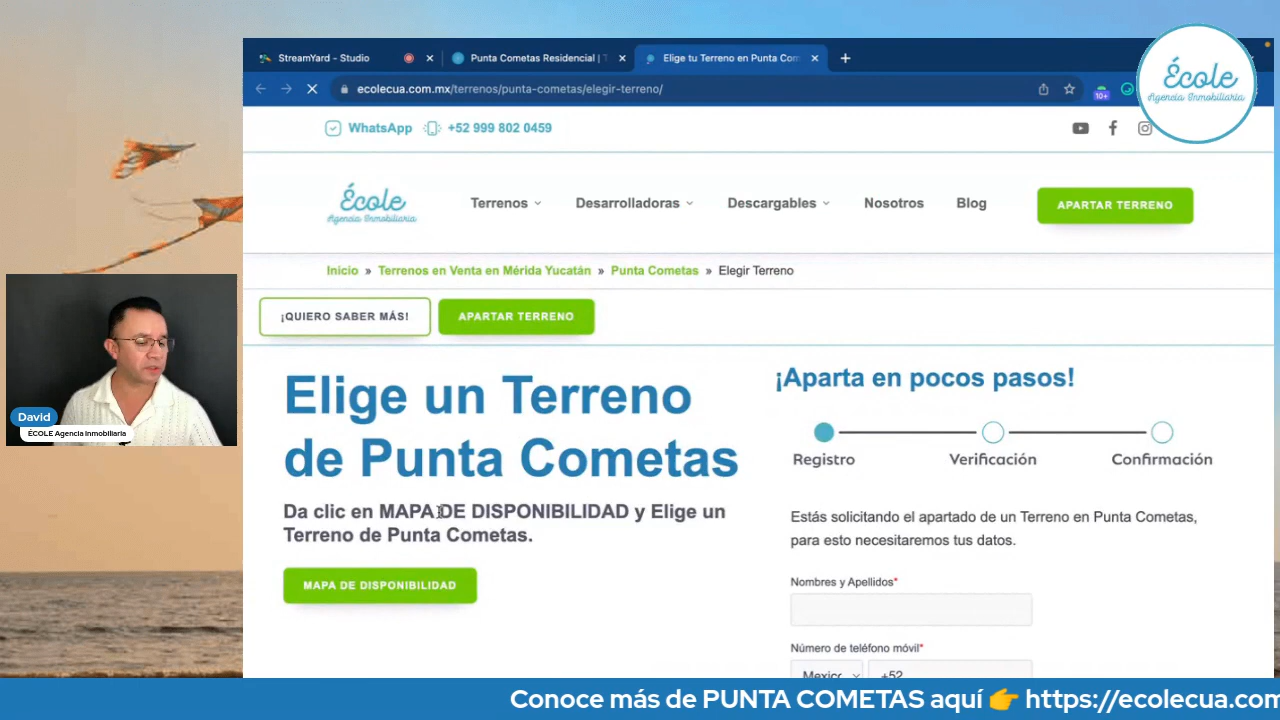 StreamYard - Studio
Punta Cometas Residencial | T
Elige tu Terreno en Punta Com
ecolecua.com.mx/terrenos/punta-cometas/elegir-terreno/
10+
École
Agencia Inmobiliaria
WhatsApp
+52 999 802 0459
École
Agencia Inmobiliaria
Terrenos
Desarrolladoras
Descargables
Nosotros
Blog
APARTAR TERRENO
Inicio » Terrenos en Venta en Mérida Yucatán » Punta Cometas » Elegir Terreno
¡QUIERO SABER MÁS!
APARTAR TERRENO
Elige un Terreno
de Punta Cometas
Da clic en MAPA DE DISPONIBILIDAD y Elige un
Terreno de Punta Cometas.
MAPA DE DISPONIBILIDAD
¡Aparta en pocos pasos!
Registro
Verificación
Confirmación
Estás solicitando el apartado de un Terreno en Punta Cometas,
para esto necesitaremos tus datos.
Nombres y Apellidos*
Número de teléfono móvil*
+52
David
ÉCOLE Agencia Inmobiliaria
Conoce más de PUNTA COMETAS aquí 👉 https://ecolecua.com